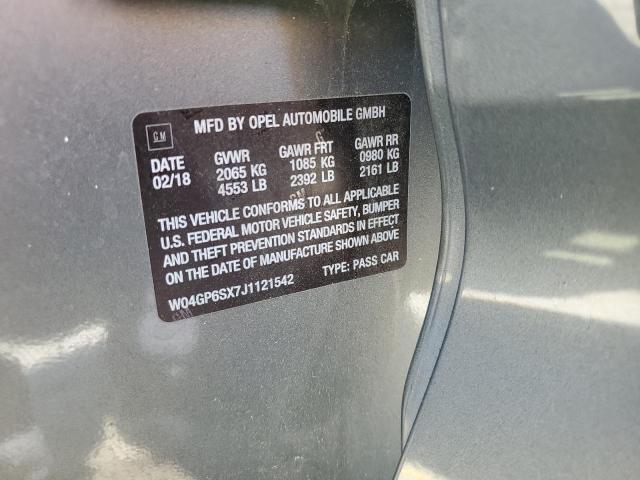 GM MFD BY OPEL AUTOMOBILE GMBH
DATE GVWR GAWR FRT GAWR RR
02/18 2065 KG 1085 KG 0980 KG
4553 LB 2392 LB 2161 LB
THIS VEHICLE CONFORMS TO ALL APPLICABLE
U.S. FEDERAL MOTOR VEHICLE SAFETY, BUMPER
AND THEFT PREVENTION STANDARDS IN EFFECT
ON THE DATE OF MANUFACTURE SHOWN ABOVE
W04GP6SX7J1121542 TYPE: PASS CAR